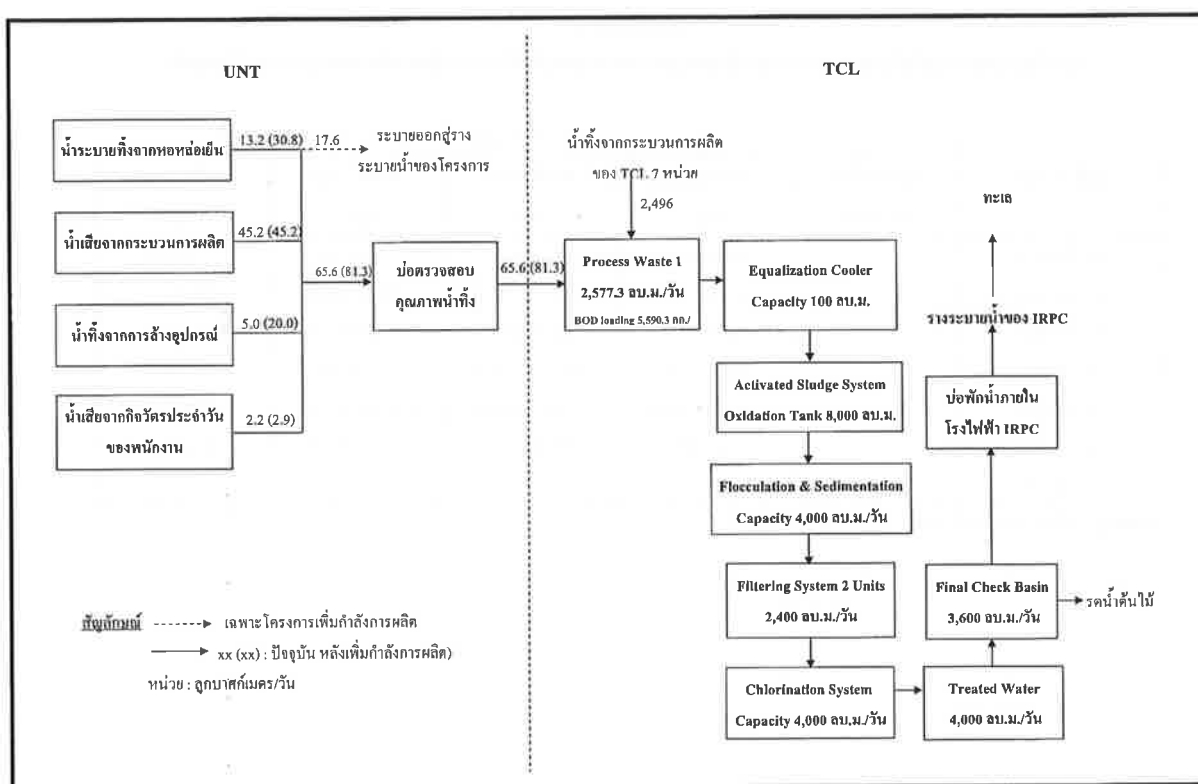 UNT
TCL
น้ำระบายทิ้งจากหอหล่อเย็น
13.2 (30.8)
17.6
ระบายออกสู่ราง
ระบายน้ำของโครงการ
น้ำเสียจากกระบวนการผลิต
45.2 (45.2)
น้ำทิ้งจากการล้างอุปกรณ์
5.0 (20.0)
น้ำเสียจากกิจวัตรประจำวัน
ของพนักงาน
2.2 (2.9)
65.6 (81.3)
บ่อตรวจสอบ
คุณภาพน้ำทิ้ง
65.6 (81.3)
น้ำทิ้งจากกระบวนการผลิต
ของ TCL 7 หน่วย
2,496
Process Waste 1
2,577.3 ลบ.ม./วัน
BOD loading 5,590.3 กก./
Equalization Cooler
Capacity 100 ลบ.ม.
Activated Sludge System
Oxidation Tank 8,000 ลบ.ม.
Flocculation & Sedimentation
Capacity 4,000 ลบ.ม./วัน
Filtering System 2 Units
2,400 ลบ.ม./วัน
Chlorination System
Capacity 4,000 ลบ.ม./วัน
Treated Water
4,000 ลบ.ม./วัน
Final Check Basin
3,600 ลบ.ม./วัน
รดน้ำต้นไม้
บ่อพักน้ำภายใน
โรงไฟฟ้า IRPC
รางระบายน้ำของ IRPC
ทะเล
สัญลักษณ์
เฉพาะโครงการเพิ่มกำลังการผลิต
xx (xx) : ปัจจุบัน หลังเพิ่มกำลังการผลิต)
หน่วย : ลูกบาศก์เมตร/วัน